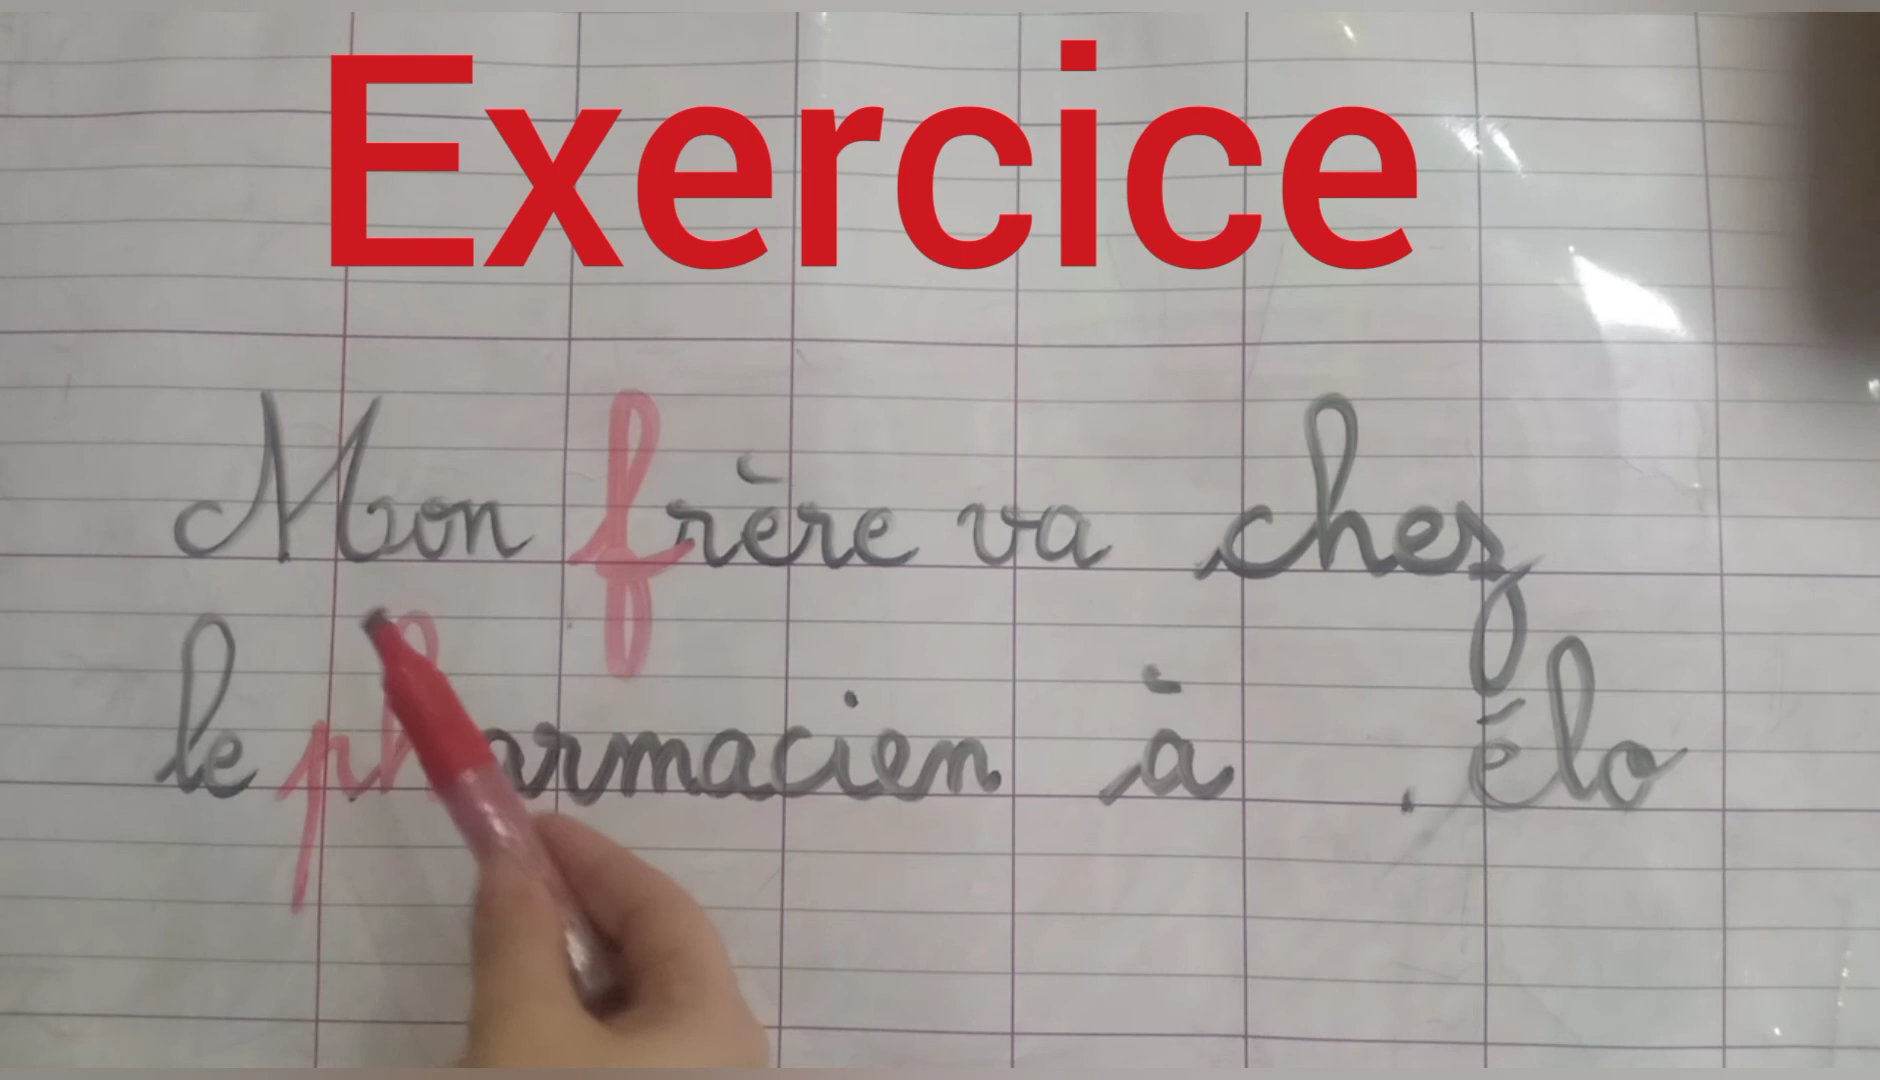 Exercice
Mon frère va chez
le pharmacien à . élo